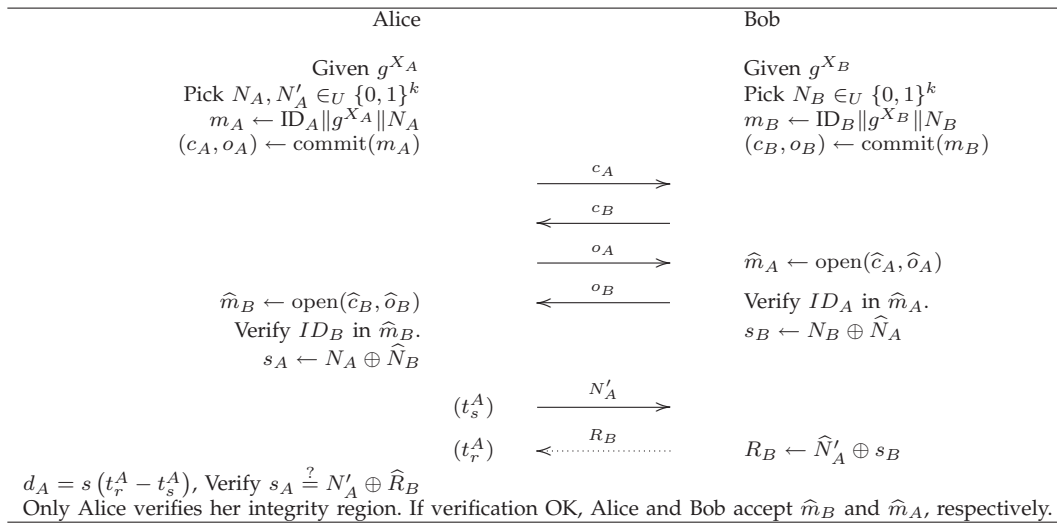 Alice Bob
Given g^{X_A} Given g^{X_B}
Pick N_A, N'_A ∈_U {0, 1}^k Pick N_B ∈_U {0, 1}^k
m_A ← ID_A‖g^{X_A}‖N_A m_B ← ID_B‖g^{X_B}‖N_B
(c_A, o_A) ← commit(m_A) (c_B, o_B) ← commit(m_B)
c_A
c_B
o_A m̂_A ← open(ĉ_A, ô_A)
m̂_B ← open(ĉ_B, ô_B) o_B Verify ID_A in m̂_A.
Verify ID_B in m̂_B. s_B ← N_B ⊕ N̂_A
s_A ← N_A ⊕ N̂_B
(t_s^A) N'_A
(t_r^A) R_B R_B ← N̂'_A ⊕ s_B
d_A = s (t_r^A − t_s^A), Verify s_A ≟ N'_A ⊕ R̂_B
Only Alice verifies her integrity region. If verification OK, Alice and Bob accept m̂_B and m̂_A, respectively.